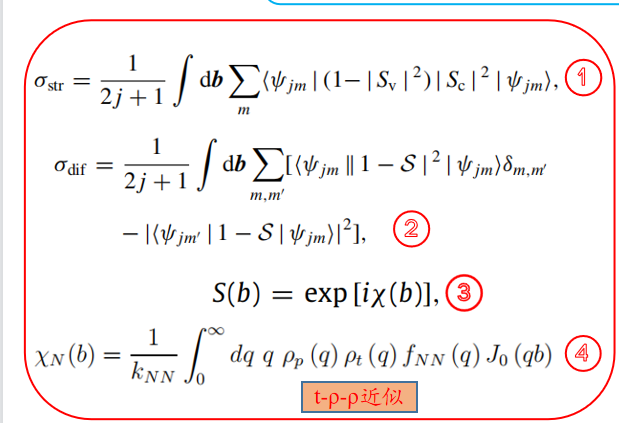 σ_str = 1/(2j + 1) ∫ d𝒃 ∑_m ⟨ψ_jm | (1− | S_v |²) | S_c |² | ψ_jm⟩, ①
σ_dif = 1/(2j + 1) ∫ d𝒃 ∑_{m,m′} [⟨ψ_jm || 1 − 𝒮 |² | ψ_jm⟩δ_{m,m′}
− |⟨ψ_jm′ | 1 − 𝒮 | ψ_jm⟩|²], ②
S(b) = exp [iχ(b)], ③
χ_N (b) = 1/k_NN ∫_0^∞ dq q ρ_p (q) ρ_t (q) f_NN (q) J_0 (qb) ④
t-ρ-ρ近似